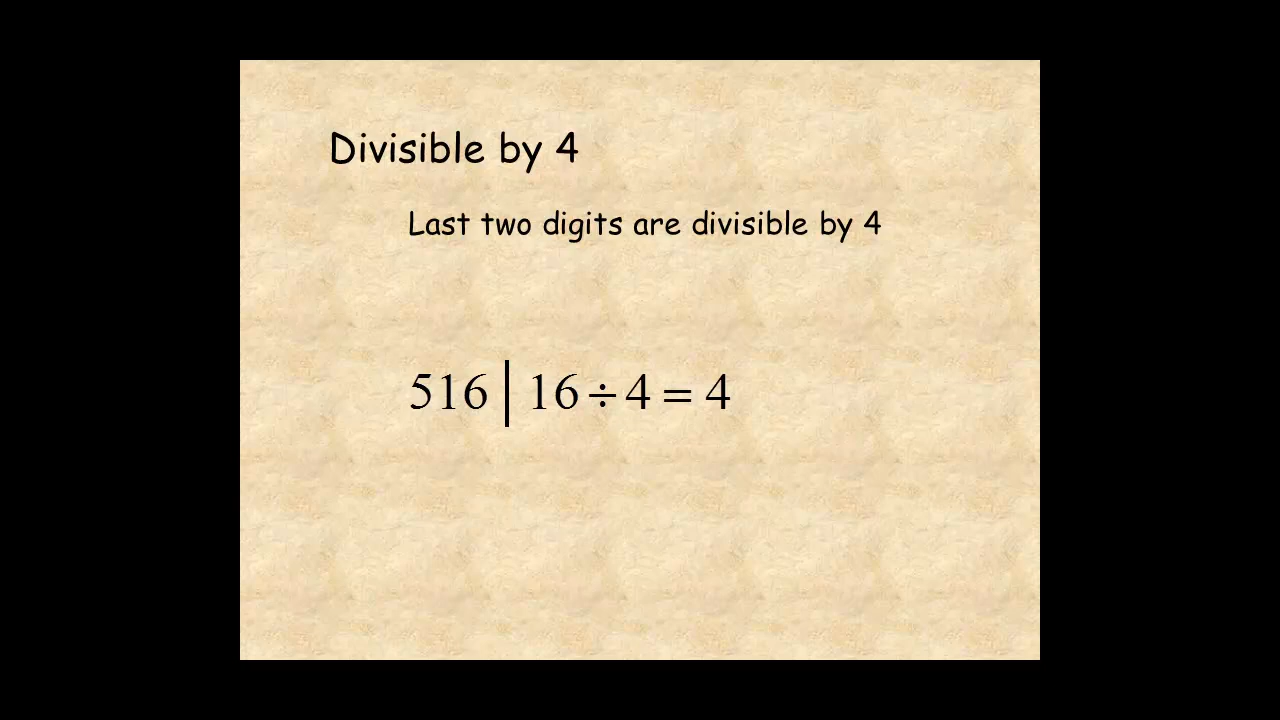 Divisible by 4
Last two digits are divisible by 4
516 | 16 ÷ 4 = 4